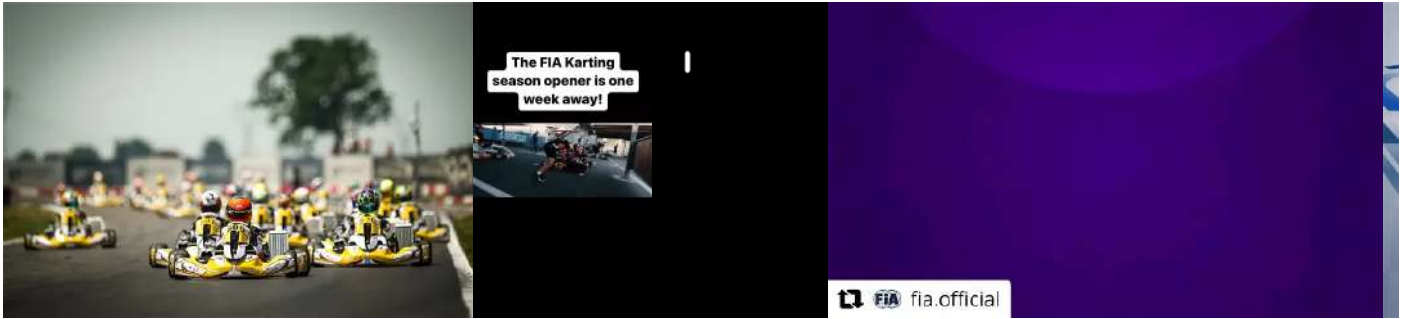 The FIA Karting
season opener is one
week away!
FIA fia.official